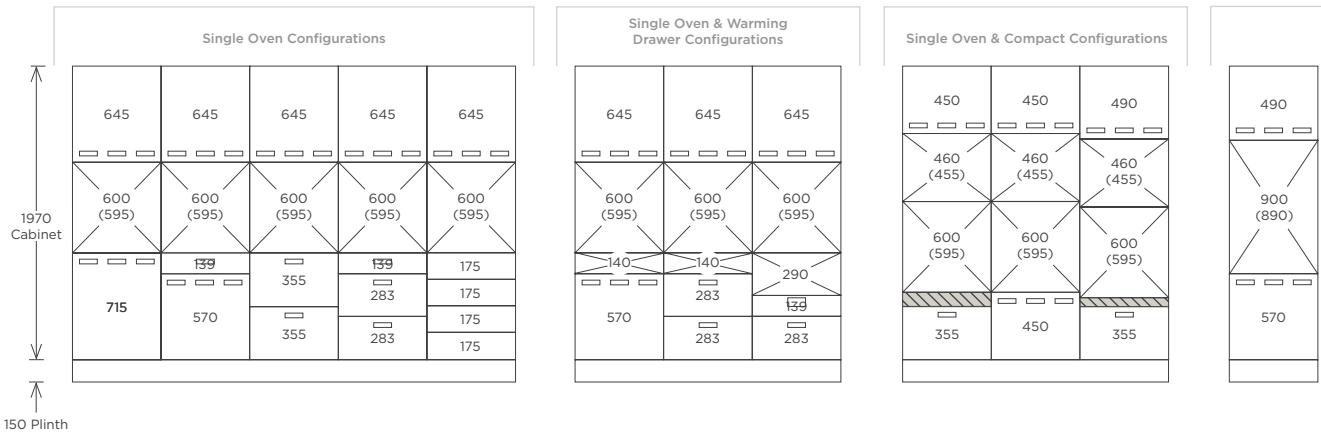 Single Oven Configurations
Single Oven & Warming
Drawer Configurations
Single Oven & Compact Configurations
645 645 645 645 645
645 645 645
450 450 490
490
600 600 600 600 600
(595) (595) (595) (595) (595)
600 600 600
(595) (595) (595)
460 460 460
(455) (455) (455)
900
(890)
1970
Cabinet
600 600 600
(595) (595) (595)
139 355 139 175
140 140 290
715 570 283 175
283 139
175
355 283 175
570 283 283
355 450 355
570
150 Plinth